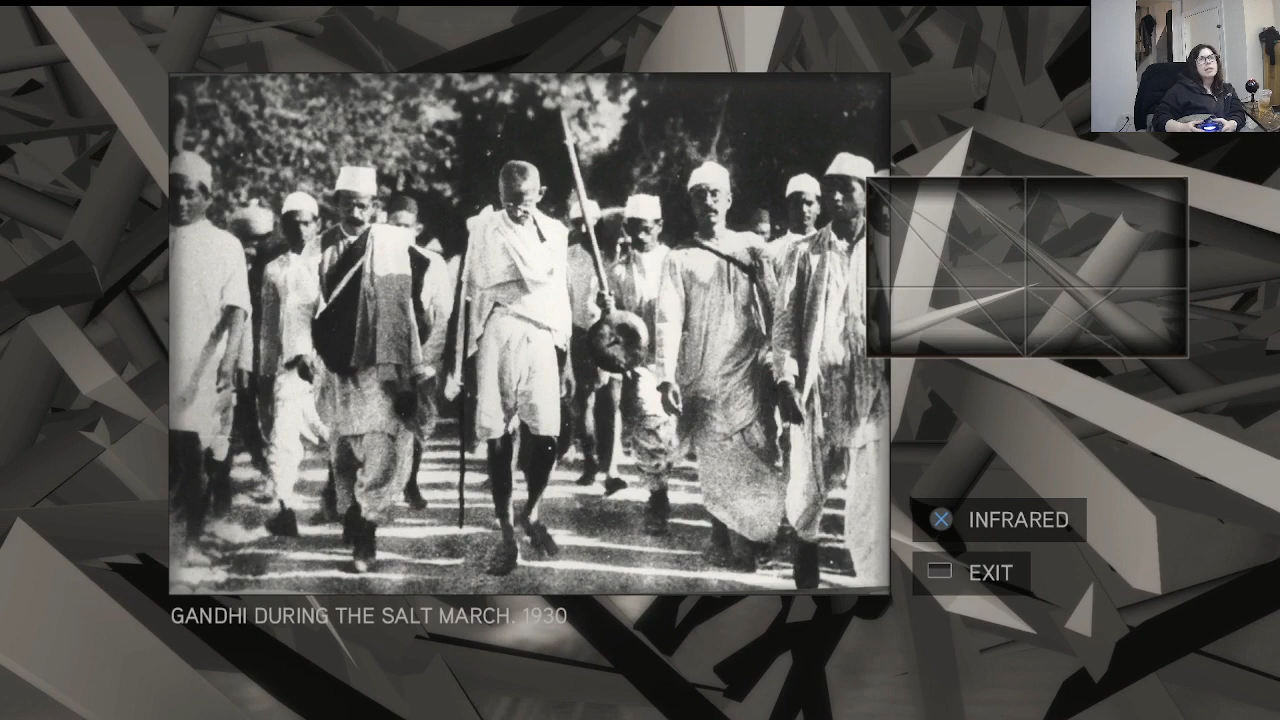 INFRARED
EXIT
GANDHI DURING THE SALT MARCH. 1930